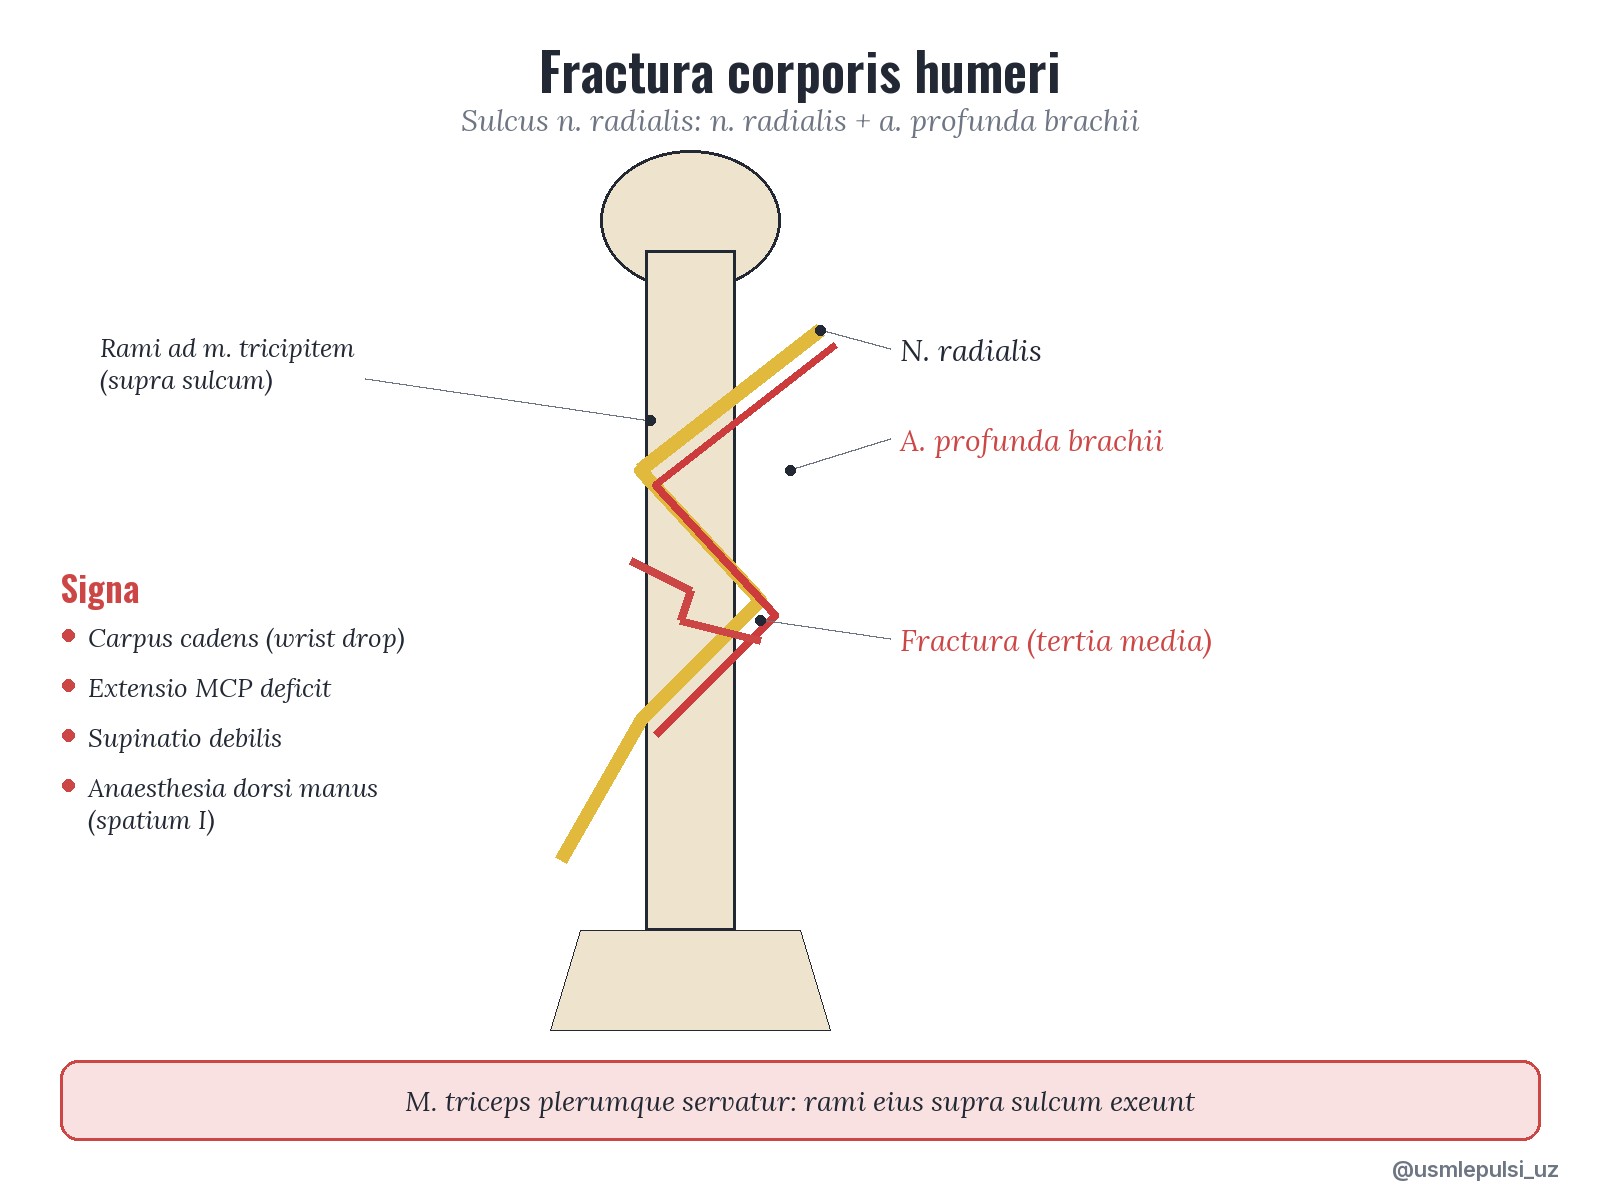 Fractura corporis humeri
Sulcus n. radialis: n. radialis + a. profunda brachii
Rami ad m. tricipitem
(supra sulcum)
N. radialis
A. profunda brachii
Fractura (tertia media)
Signa
Carpus cadens (wrist drop)
Extensio MCP deficit
Supinatio debilis
Anaesthesia dorsi manus
(spatium I)
M. triceps plerumque servatur: rami eius supra sulcum exeunt
@usmlepulsi_uz